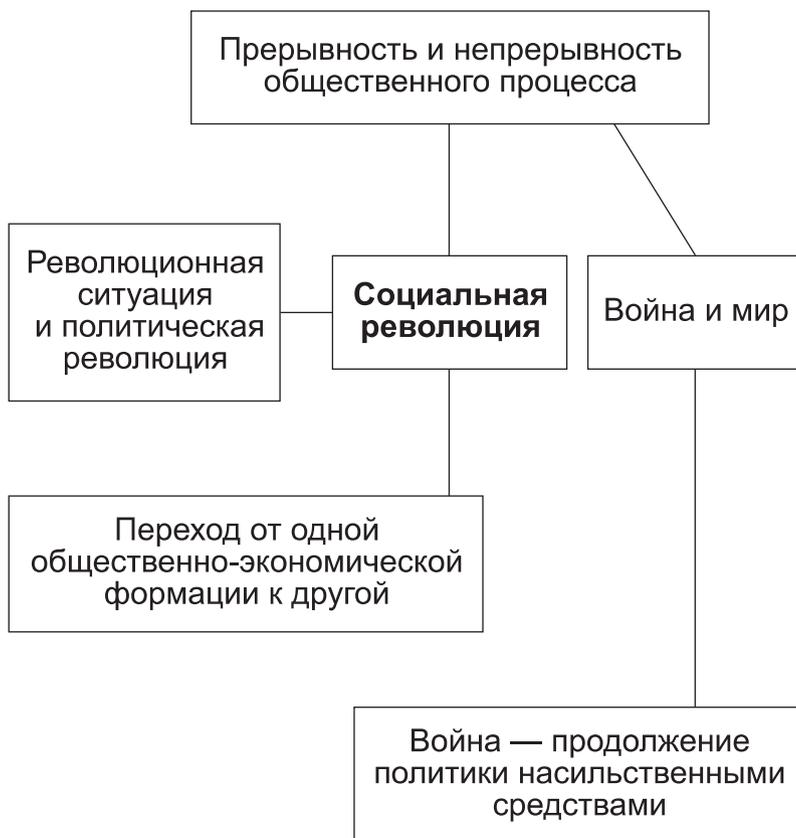 Прерывность и непрерывность
общественного процесса
Революционная
ситуация
и политическая
революция
Социальная
революция
Война и мир
Переход от одной
общественно-экономической
формации к другой
Война — продолжение
политики насильственными
средствами